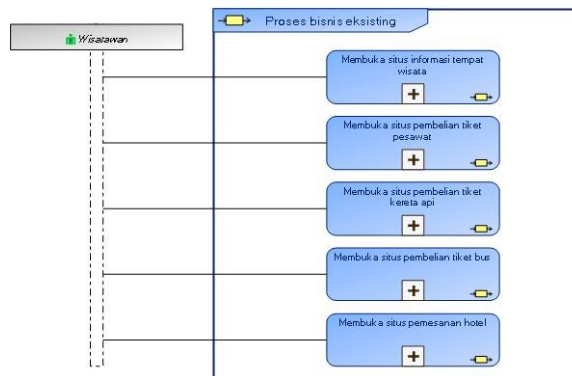 Proses bisnis eksisting
Wisatawan
Membuka situs informasi tempat
wisata
Membuka situs pembelian tiket
pesawat
Membuka situs pembelian tiket
kereta api
Membuka situs pembelian tiket bus
Membuka situs pemesanan hotel